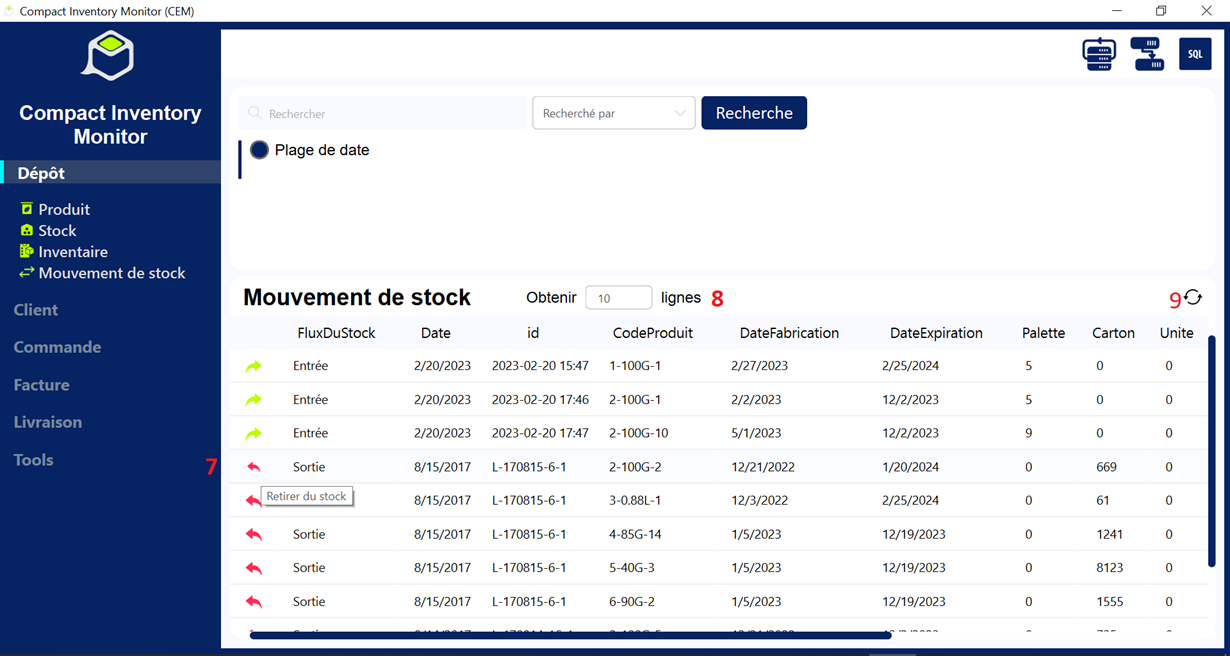 Compact Inventory Monitor (CEM)
SQL
Compact Inventory
Monitor
Dépôt
Produit
Stock
Inventaire
Mouvement de stock
Client
Commande
Facture
Livraison
Tools
7
Rechercher
Recherché par
Recherche
Plage de date
Mouvement de stock Obtenir 10 lignes 8 9
FluxDuStock Date id CodeProduit DateFabrication DateExpiration Palette Carton Unite
Entrée 2/20/2023 2023-02-20 15:47 1-100G-1 2/27/2023 2/25/2024 5 0 0
Entrée 2/20/2023 2023-02-20 17:46 2-100G-1 2/2/2023 12/2/2023 5 0 0
Entrée 2/20/2023 2023-02-20 17:47 2-100G-10 5/1/2023 12/2/2023 9 0 0
Sortie 8/15/2017 L-170815-6-1 2-100G-2 12/21/2022 1/20/2024 0 669 0
Retirer du stock 8/15/2017 L-170815-6-1 3-0.88L-1 12/3/2022 2/25/2024 0 61 0
Sortie 8/15/2017 L-170815-6-1 4-85G-14 1/5/2023 12/19/2023 0 1241 0
Sortie 8/15/2017 L-170815-6-1 5-40G-3 1/5/2023 12/19/2023 0 8123 0
Sortie 8/15/2017 L-170815-6-1 6-90G-2 1/5/2023 12/19/2023 0 1555 0